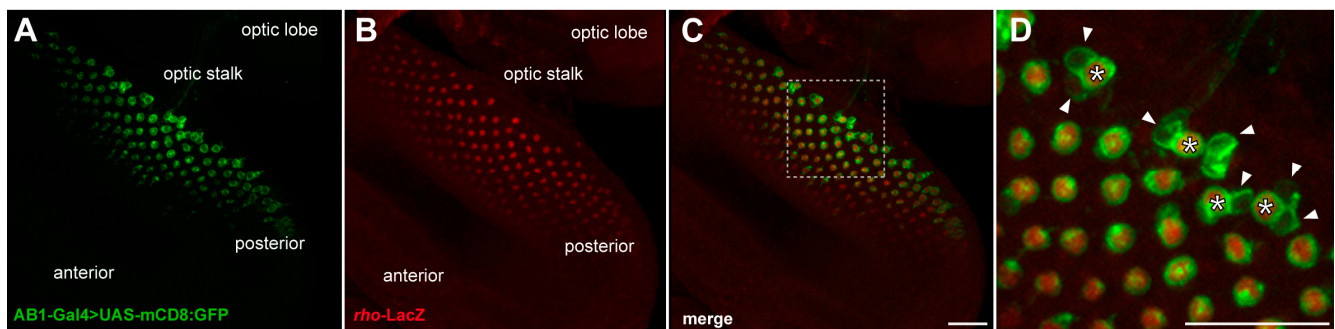 A
optic lobe
optic stalk
posterior
anterior
AB1-Gal4>UAS-mCD8:GFP
B
optic lobe
optic stalk
posterior
anterior
rho-LacZ
C
merge
D
* * * *